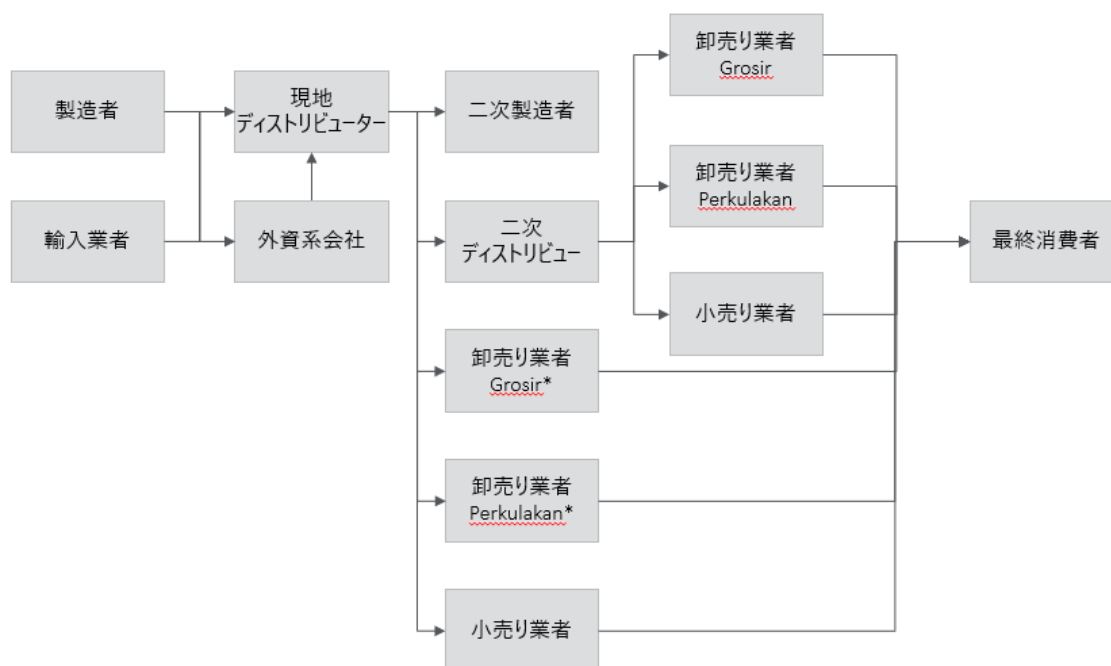 製造者
輸入業者
現地
ディストリビューター
外資系会社
二次製造者
二次
ディストリビュー
卸売り業者
Grosir*
卸売り業者
Perkulakan*
小売り業者
卸売り業者
Grosir
卸売り業者
Perkulakan
小売り業者
最終消費者